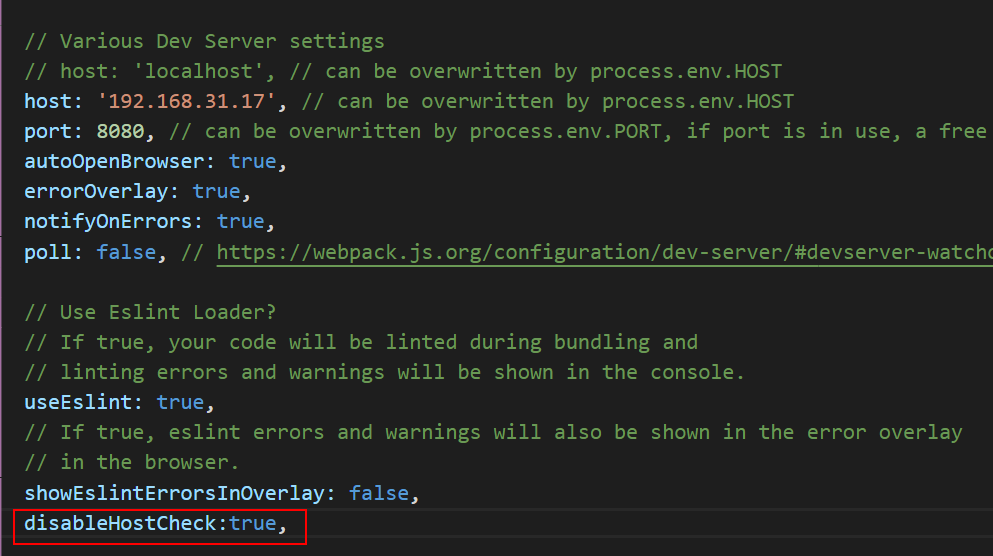 // Various Dev Server settings
// host: 'localhost', // can be overwritten by process.env.HOST
host: '192.168.31.17', // can be overwritten by process.env.HOST
port: 8080, // can be overwritten by process.env.PORT, if port is in use, a free
autoOpenBrowser: true,
errorOverlay: true,
notifyOnErrors: true,
poll: false, // https://webpack.js.org/configuration/dev-server/#devserver-watcho
// Use Eslint Loader?
// If true, your code will be linted during bundling and
// linting errors and warnings will be shown in the console.
useEslint: true,
// If true, eslint errors and warnings will also be shown in the error overlay
// in the browser.
showEslintErrorsInOverlay: false,
disableHostCheck:true,